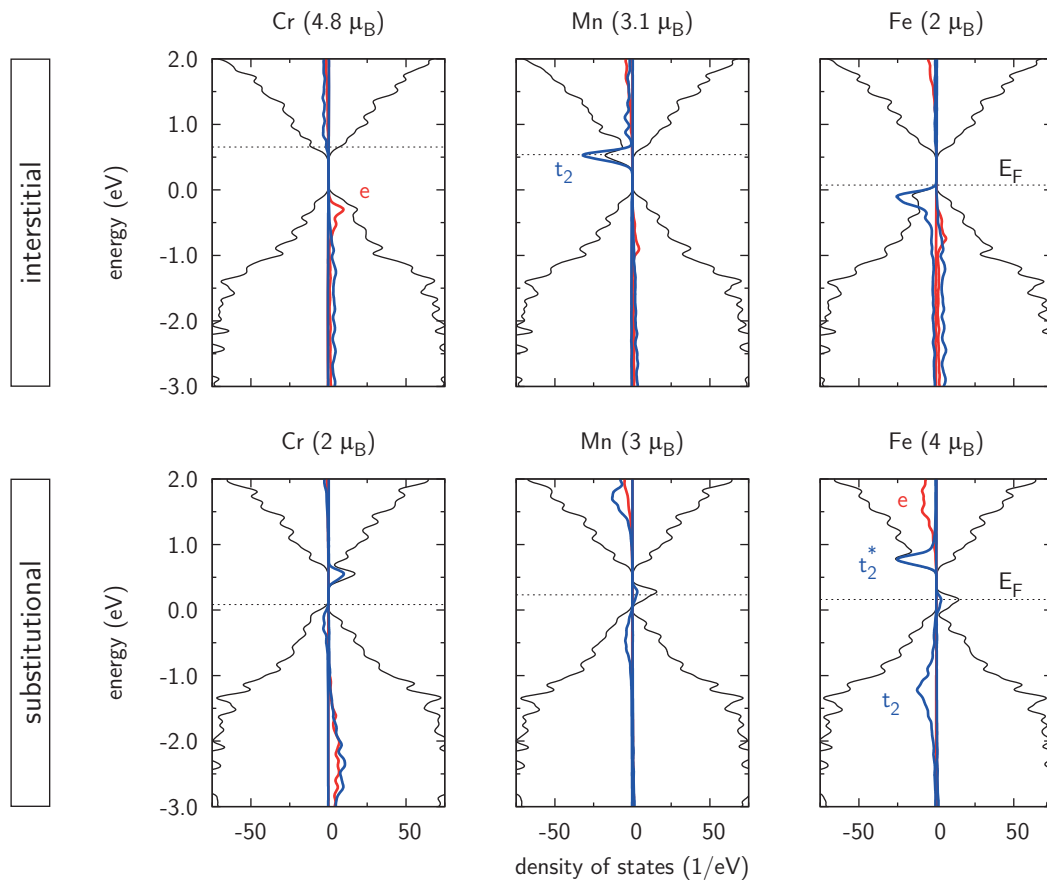 Cr (4.8 μB) Mn (3.1 μB) Fe (2 μB)
interstitial
energy (eV)
2.0
1.0
0.0
-1.0
-2.0
-3.0
e
t2
EF
Cr (2 μB) Mn (3 μB) Fe (4 μB)
substitutional
energy (eV)
2.0
1.0
0.0
-1.0
-2.0
-3.0
e
t2*
EF
t2
-50 0 50 -50 0 50 -50 0 50
density of states (1/eV)